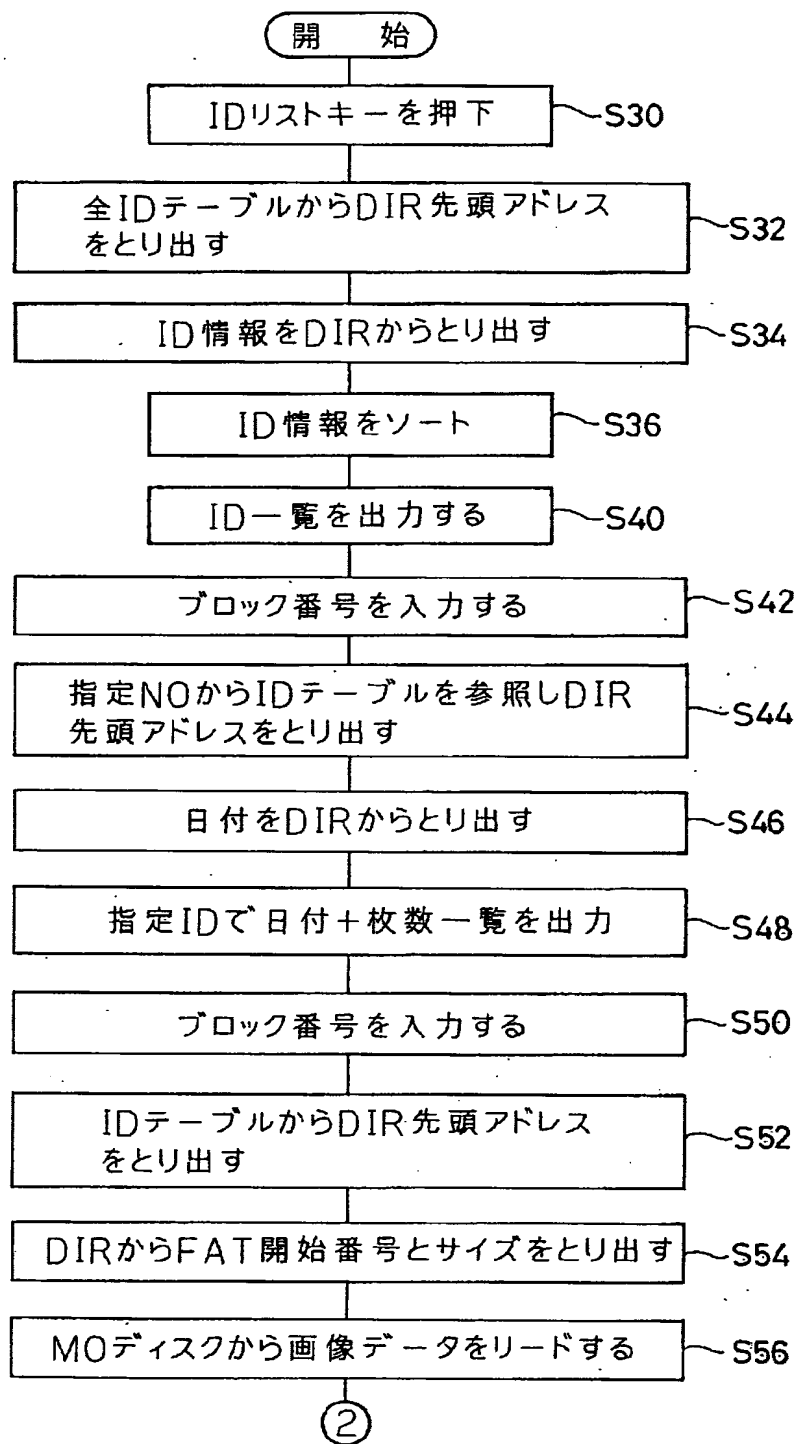 開 始
IDリストキーを押下
S30
全IDテーブルからDIR先頭アドレス
をとり出す
S32
ID情報をDIRからとり出す
S34
ID情報をソート
S36
ID一覧を出力する
S40
ブロック番号を入力する
S42
指定NOからIDテーブルを参照しDIR
先頭アドレスをとり出す
S44
日付をDIRからとり出す
S46
指定IDで日付+枚数一覧を出力
S48
ブロック番号を入力する
S50
IDテーブルからDIR先頭アドレス
をとり出す
S52
DIRからFAT開始番号とサイズをとり出す
S54
MOディスクから画像データをリードする
S56
2